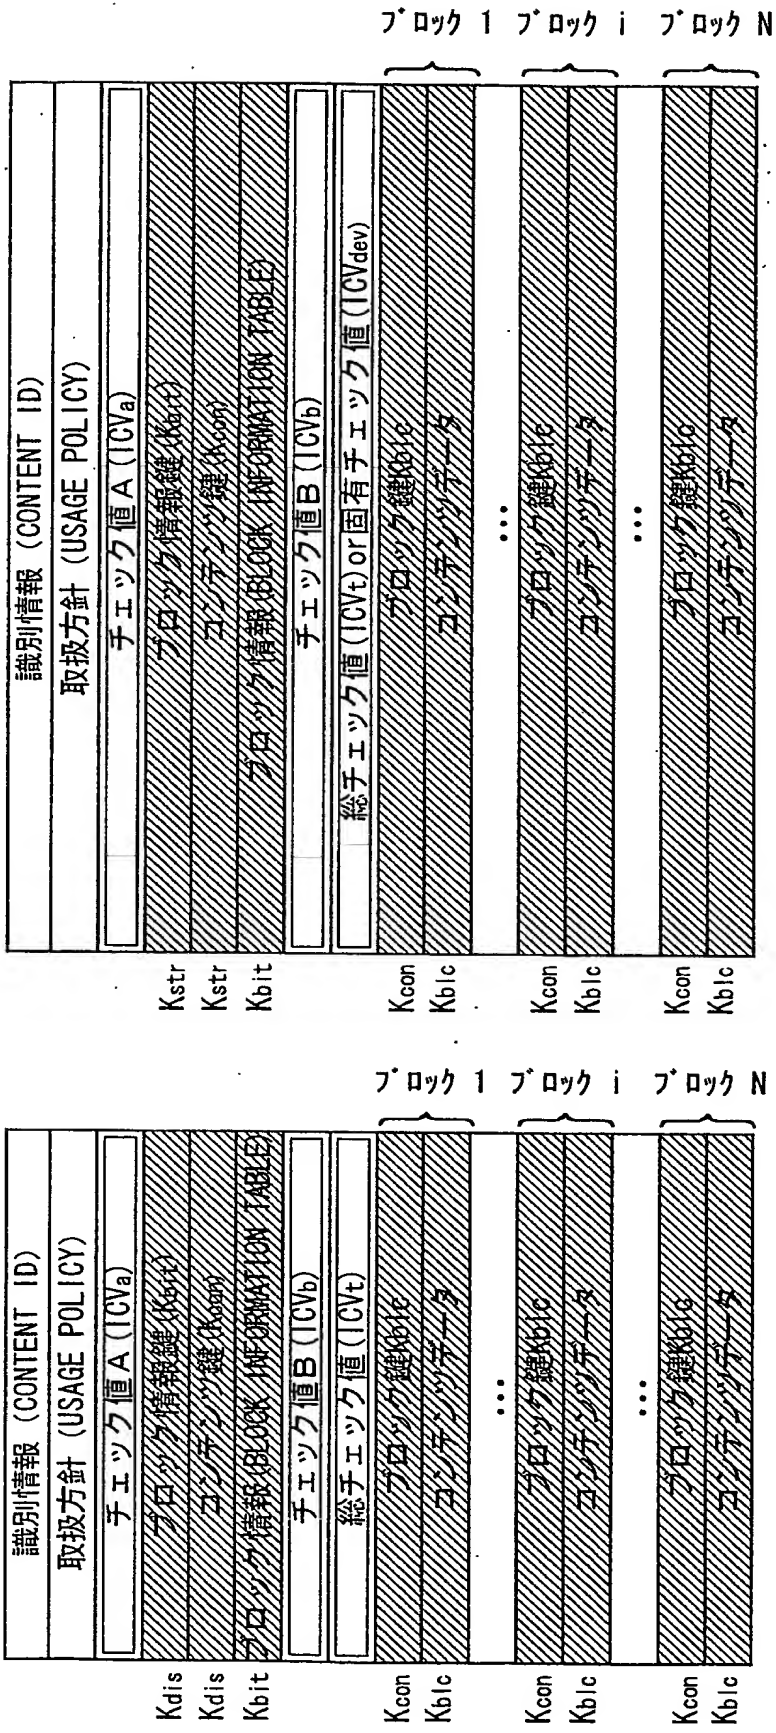 識別情報 (CONTENT ID)
取扱方針 (USAGE POLICY)
チェック値A (ICVa)
Kdis
ブロック情報鍵(Kbit)
Kdis
コンテンツ鍵(Kcon)
Kbit
ブロック情報(BLOCK INFORMATION TABLE)
チェック値B (ICVb)
総チェック値(ICVt)
Kcon
ブロック鍵Kblc
ブロック 1
Kblc
コンテンツデータ
...
Kcon
ブロック鍵Kblc
ブロック i
Kblc
コンテンツデータ
...
Kcon
ブロック鍵Kblc
ブロック N
Kblc
コンテンツデータ
識別情報 (CONTENT ID)
取扱方針 (USAGE POLICY)
チェック値A (ICVa)
Kstr
ブロック情報鍵(Kbit)
Kstr
コンテンツ鍵(Kcon)
Kbit
ブロック情報(BLOCK INFORMATION TABLE)
チェック値B (ICVb)
総チェック値(ICVt)or固有チェック値(ICVdev)
Kcon
ブロック鍵Kblc
ブロック 1
Kblc
コンテンツデータ
...
Kcon
ブロック鍵Kblc
ブロック i
Kblc
コンテンツデータ
...
Kcon
ブロック鍵Kblc
ブロック N
Kblc
コンテンツデータ